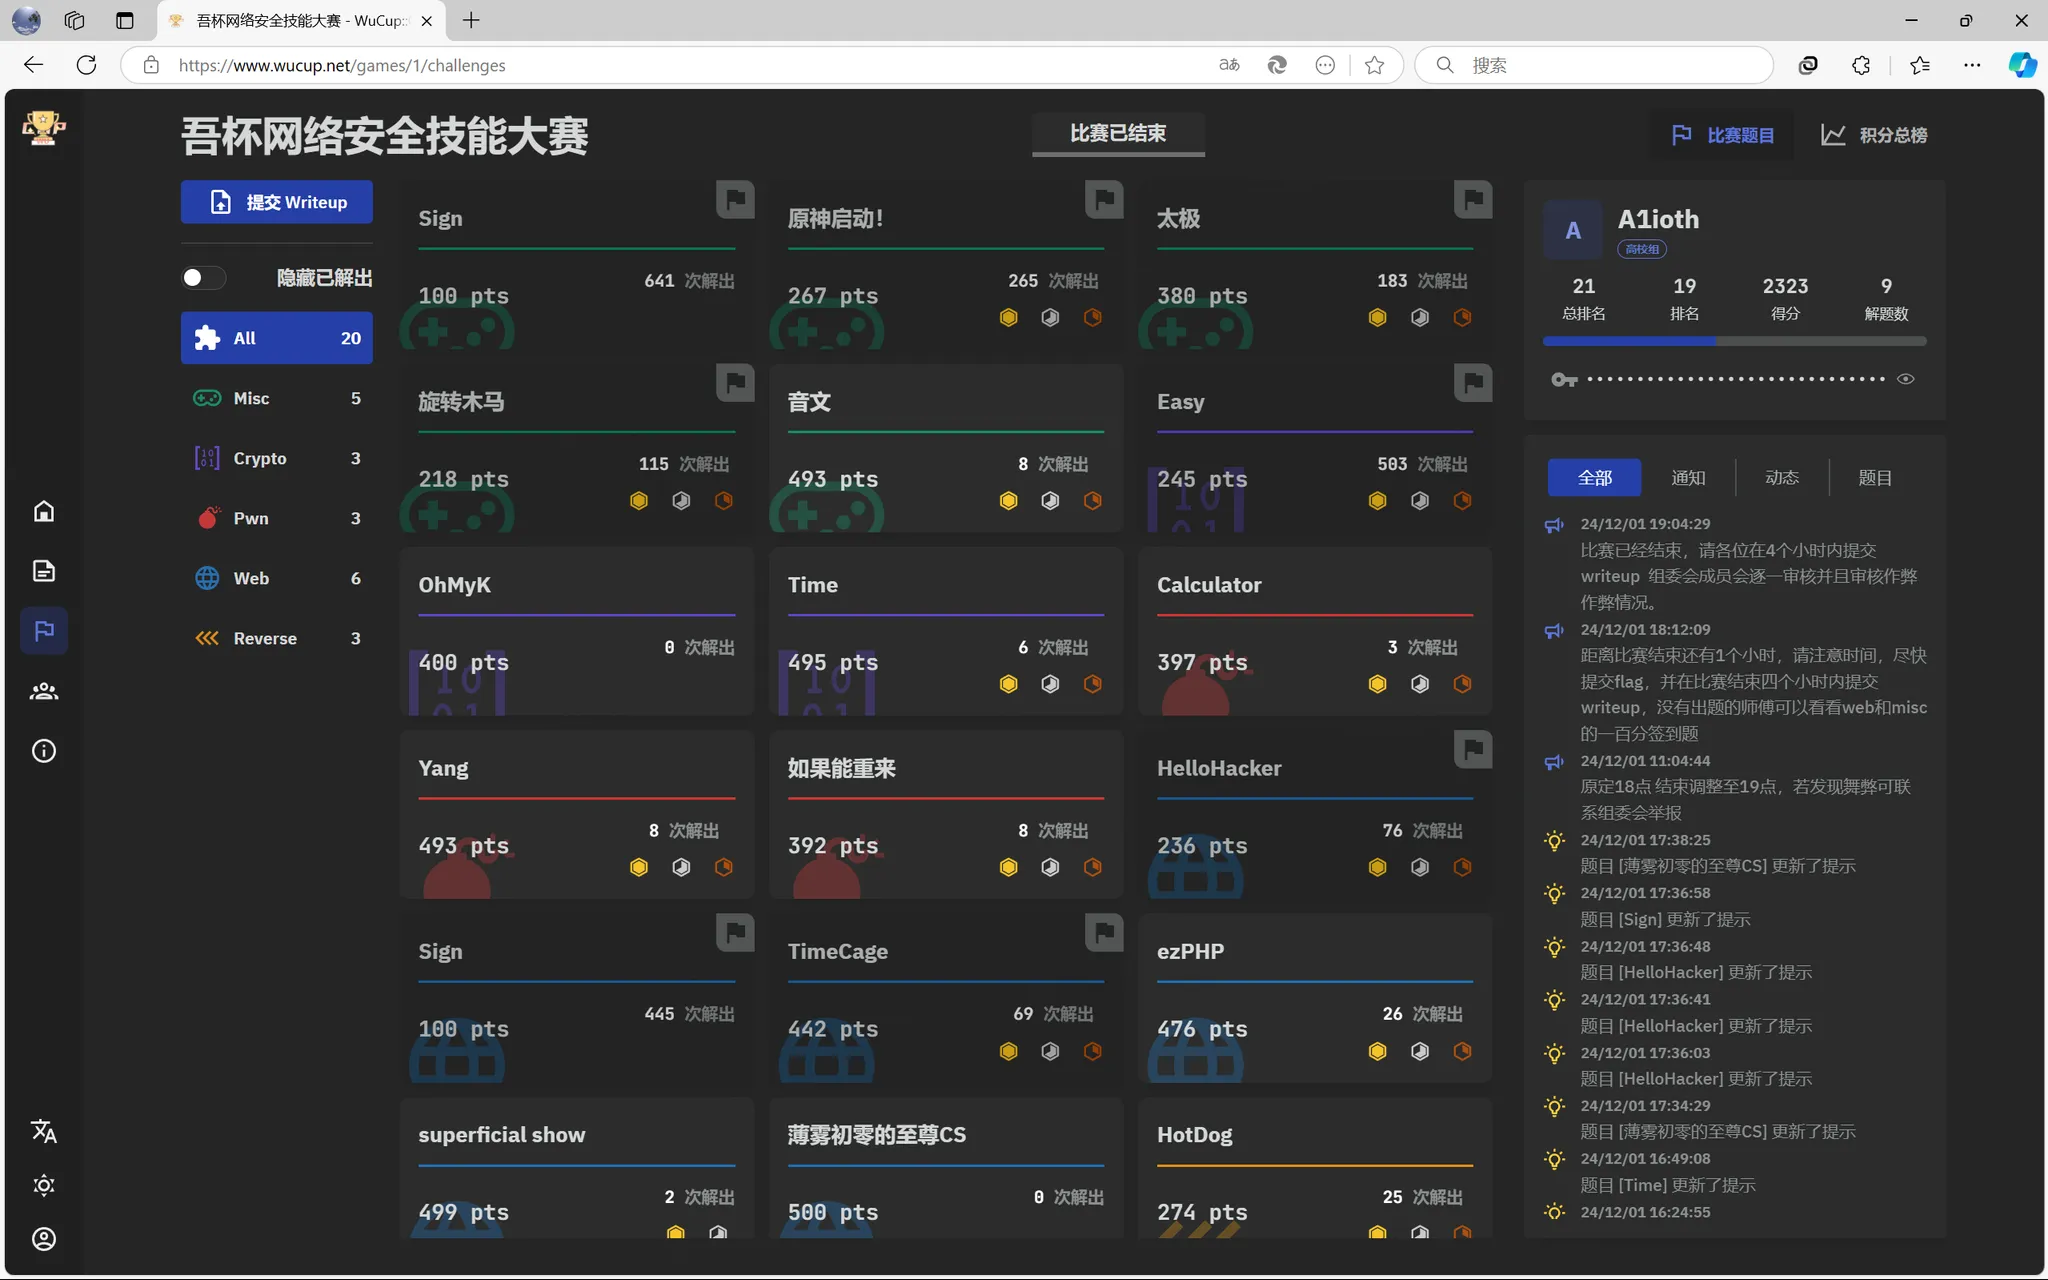 吾杯网络安全技能大赛 - WuCup::
https://www.wucup.net/games/1/challenges
搜索
吾杯网络安全技能大赛
比赛已结束
比赛题目
积分总榜
提交 Writeup
隐藏已解出
All 20
Misc 5
Crypto 3
Pwn 3
Web 6
Reverse 3
Sign
100 pts
641 次解出
原神启动!
267 pts
265 次解出
太极
380 pts
183 次解出
旋转木马
218 pts
115 次解出
音文
493 pts
8 次解出
Easy
245 pts
503 次解出
OhMyK
400 pts
0 次解出
Time
495 pts
6 次解出
Calculator
397 pts
3 次解出
Yang
493 pts
8 次解出
如果能重来
392 pts
8 次解出
HelloHacker
236 pts
76 次解出
Sign
100 pts
445 次解出
TimeCage
442 pts
69 次解出
ezPHP
476 pts
26 次解出
superficial show
499 pts
2 次解出
薄雾初零的至尊CS
500 pts
0 次解出
HotDog
274 pts
25 次解出
A
A1ioth
高校组
21 19 2323 9
总排名 排名 得分 解题数
全部 通知 动态 题目
24/12/01 19:04:29
比赛已经结束，请各位在4个小时内提交
writeup 组委会成员会逐一审核并且审核作弊
作弊情况。
24/12/01 18:12:09
距离比赛结束还有1个小时，请注意时间，尽快
提交flag，并在比赛结束四个小时内提交
writeup，没有出题的师傅可以看看web和misc
的一百分签到题
24/12/01 11:04:44
原定18点 结束调整至19点，若发现舞弊可联
系组委会举报
24/12/01 17:38:25
题目 [薄雾初零的至尊CS] 更新了提示
24/12/01 17:36:58
题目 [Sign] 更新了提示
24/12/01 17:36:48
题目 [HelloHacker] 更新了提示
24/12/01 17:36:41
题目 [HelloHacker] 更新了提示
24/12/01 17:36:03
题目 [HelloHacker] 更新了提示
24/12/01 17:34:29
题目 [薄雾初零的至尊CS] 更新了提示
24/12/01 16:49:08
题目 [Time] 更新了提示
24/12/01 16:24:55